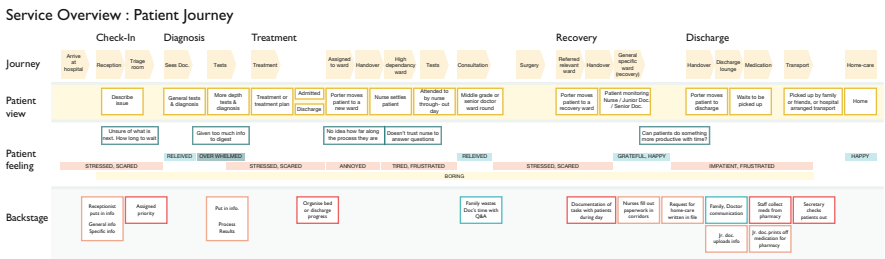 Service Overview : Patient Journey
Check-In
Diagnosis
Treatment
Recovery
Discharge
Journey
Arrive
at
hospital
Reception
Triage
room
Sees Doc.
Tests
Treatment
Assigned
to ward
Handover
High
dependancy
ward
Tests
Consultation
Surgery
Referred
relevant
ward
Handover
General
specific
ward
(recovery)
Handover
Discharge
lounge
Medication
Transport
Home-care
Patient
view
Describe
issue
General tests
& diagnosis
More depth
tests &
diagnosis
Treatment or
treatment plan
Admitted
Discharge
Porter moves
patient to a
new ward
Nurse settles
patient
Attended to
by nurse
through- out
day
Middle grade or
senior doctor
ward round
Porter moves
patient to a
recovery ward
Patient monitoring
Nurse / Junior Doc.
/ Senior Doc.
Porter moves
patient to
discharge
Waits to be
picked up
Picked up by family
or friends, or hospital
arranged transport
Home
Unsure of what is
next. How long to wait
Given too much info
to digest
No idea how far along
the process they are
Doesn't trust nurse to
answer questions
Can patients do something
more productive with time?
Patient
feeling
RELEIVED
OVER WHELMED
RELEIVED
GRATEFUL, HAPPY
HAPPY
STRESSED, SCARED
STRESSED, SCARED
ANNOYED
TIRED, FRUSTRATED
STRESSED, SCARED
IMPATIENT, FRUSTRATED
BORING
Backstage
Receptionist
puts in info
General info
Specific info
Assigned
priority
Put in info.
Process
Results
Organise bed
or discharge
progress
Family wastes
Doc's time with
Q&A
Documentation of
tasks with patients
during day
Nurses fill out
paperwork in
corridors
Request for
home-care
written in file
Family, Doctor
communication
Staff collect
meds from
pharmacy
Secretary
checks
patients out
Jr. doc.
uploads info
Jr. doc. prints off
medication for
pharmacy